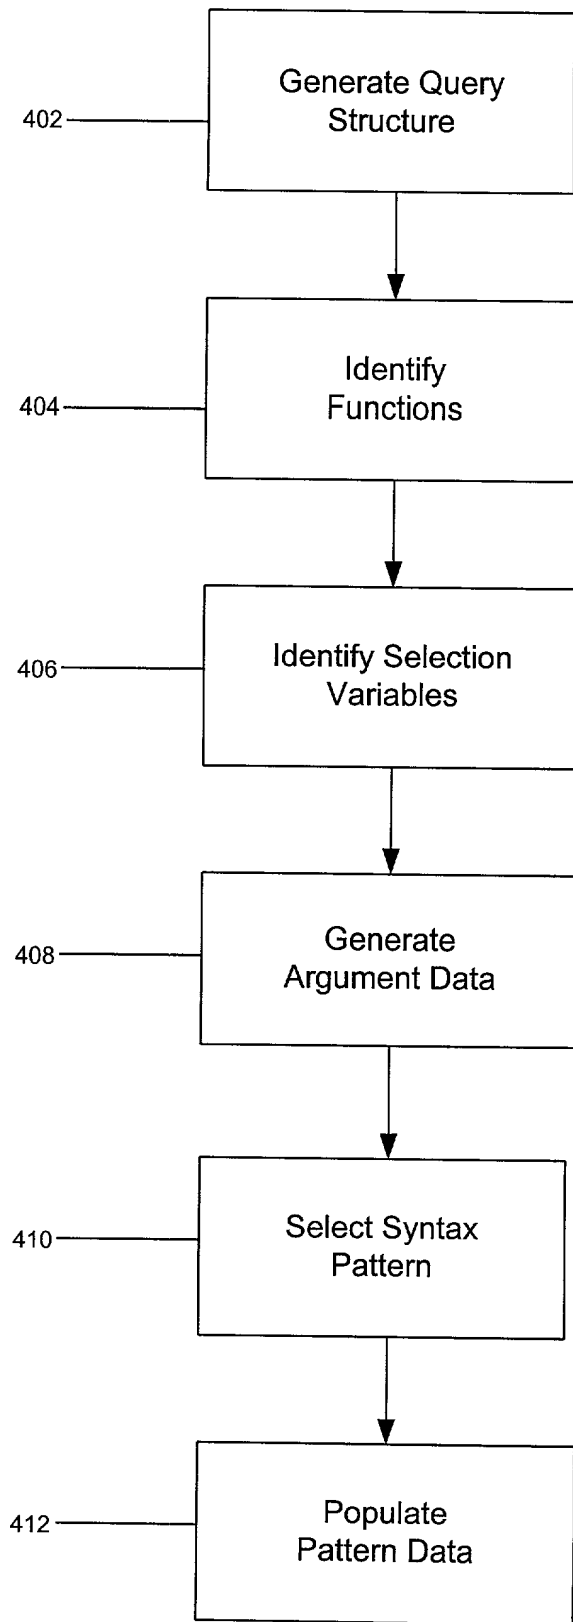 Generate Query
Structure
402
Identify
Functions
404
Identify Selection
Variables
406
Generate
Argument Data
408
Select Syntax
Pattern
410
Populate
Pattern Data
412